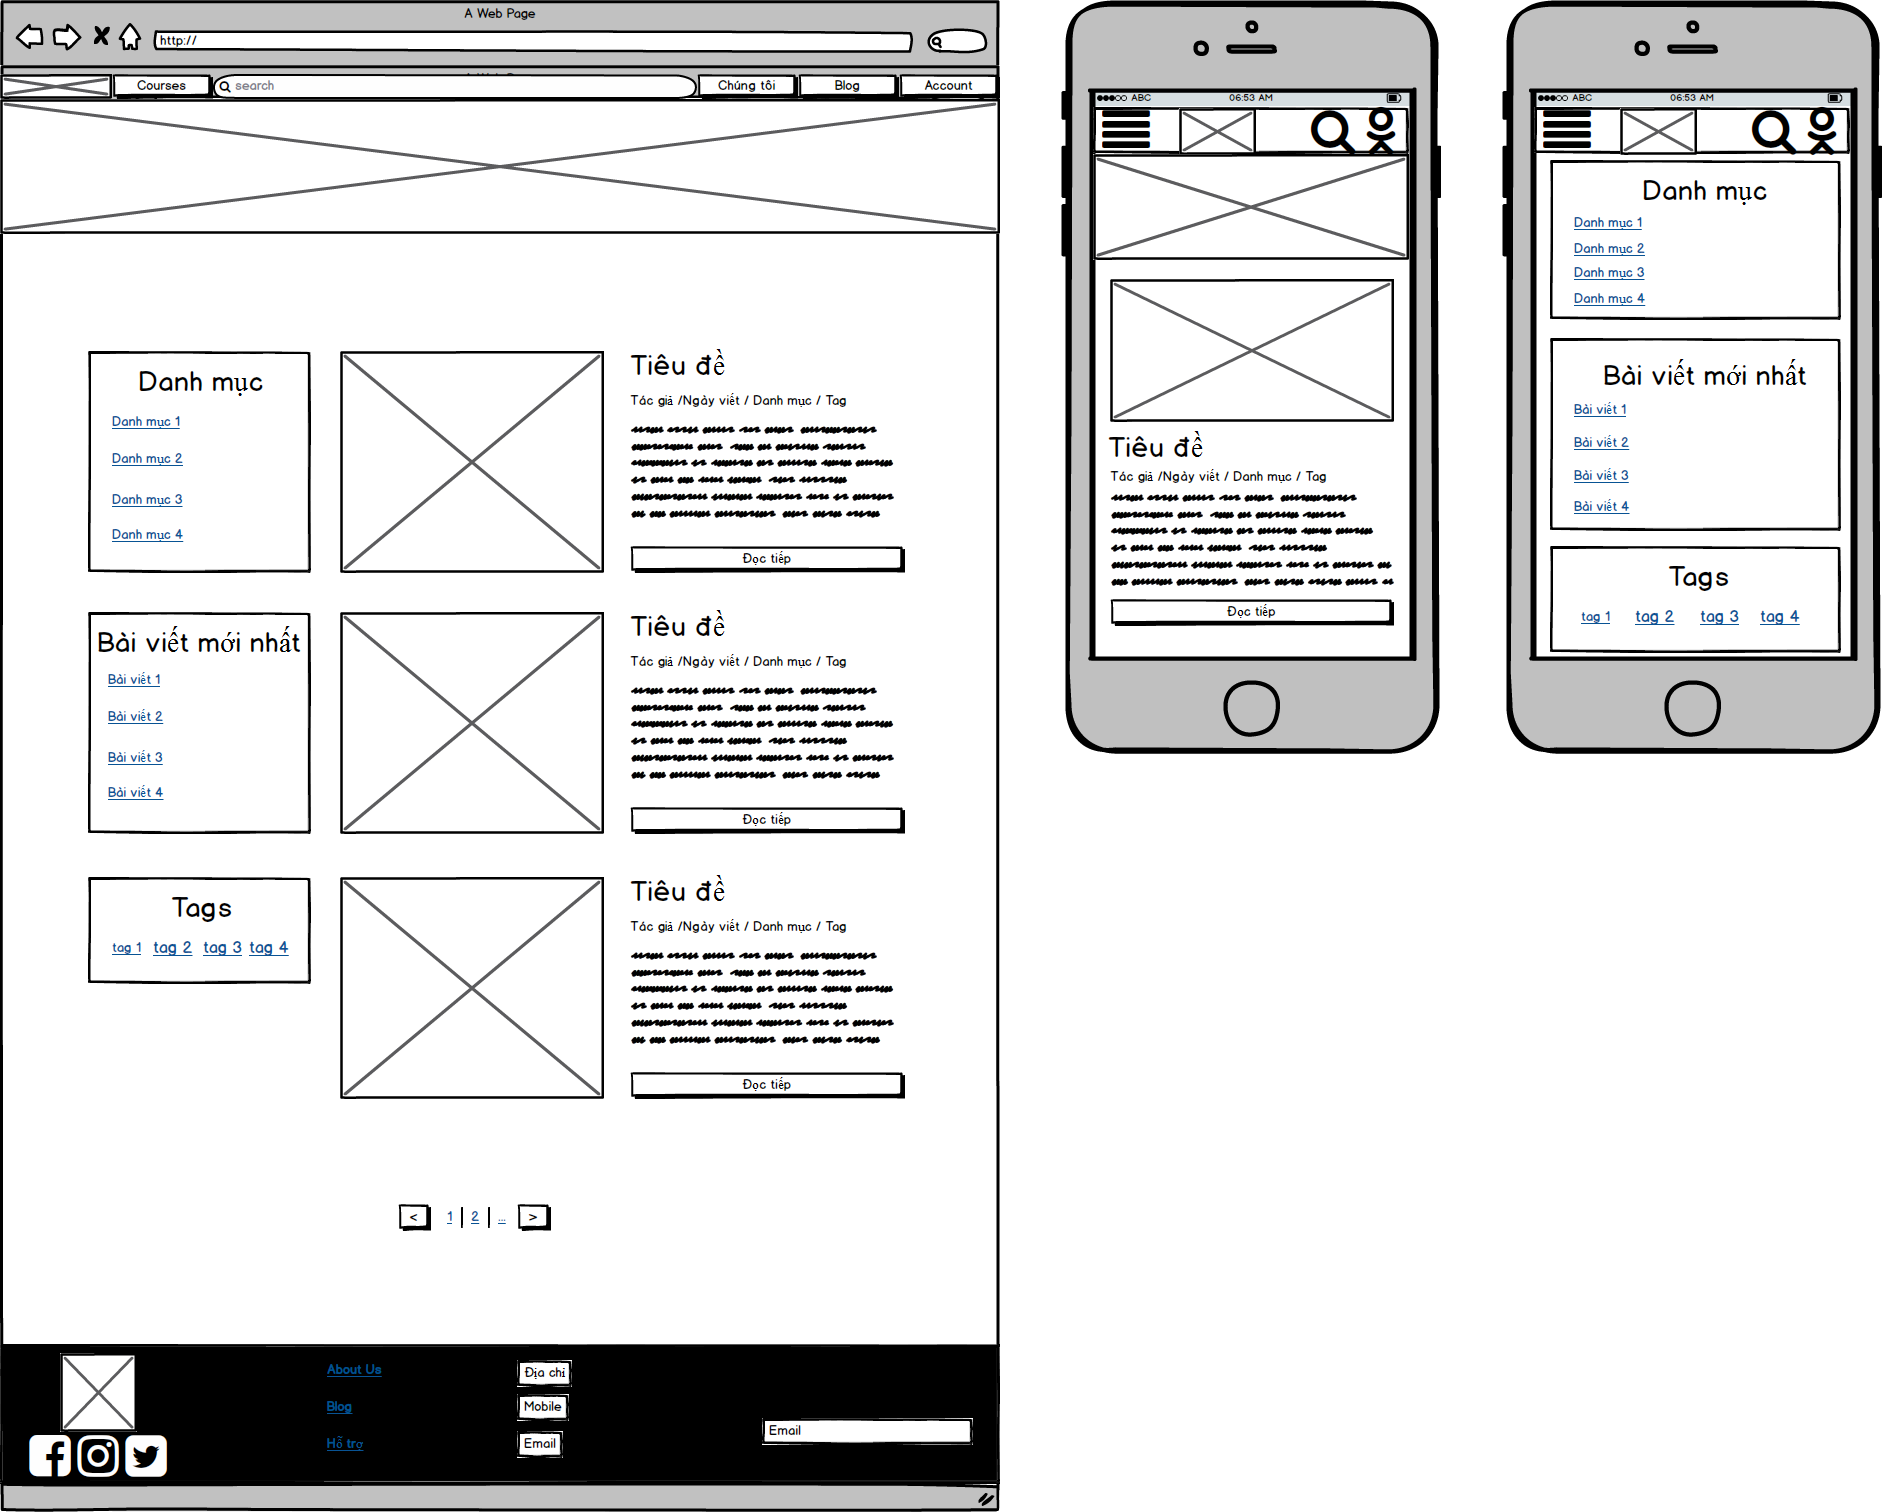 A Web Page
http://
Courses
search
Chúng tôi
Blog
Account
Danh mục
Danh mục 1
Danh mục 2
Danh mục 3
Danh mục 4
Tiêu đề
Tác giả /Ngày viết / Danh mục / Tag
Đọc tiếp
Bài viết mới nhất
Bài viết 1
Bài viết 2
Bài viết 3
Bài viết 4
Tiêu đề
Tác giả /Ngày viết / Danh mục / Tag
Đọc tiếp
Tags
tag 1 tag 2 tag 3 tag 4
Tiêu đề
Tác giả /Ngày viết / Danh mục / Tag
Đọc tiếp
< 1 2 ... >
About Us
Blog
Hỗ trợ
Địa chỉ
Mobile
Email
Email
ABC 06:53 AM
Tiêu đề
Tác giả /Ngày viết / Danh mục / Tag
Đọc tiếp
ABC 06:53 AM
Danh mục
Danh mục 1
Danh mục 2
Danh mục 3
Danh mục 4
Bài viết mới nhất
Bài viết 1
Bài viết 2
Bài viết 3
Bài viết 4
Tags
tag 1 tag 2 tag 3 tag 4